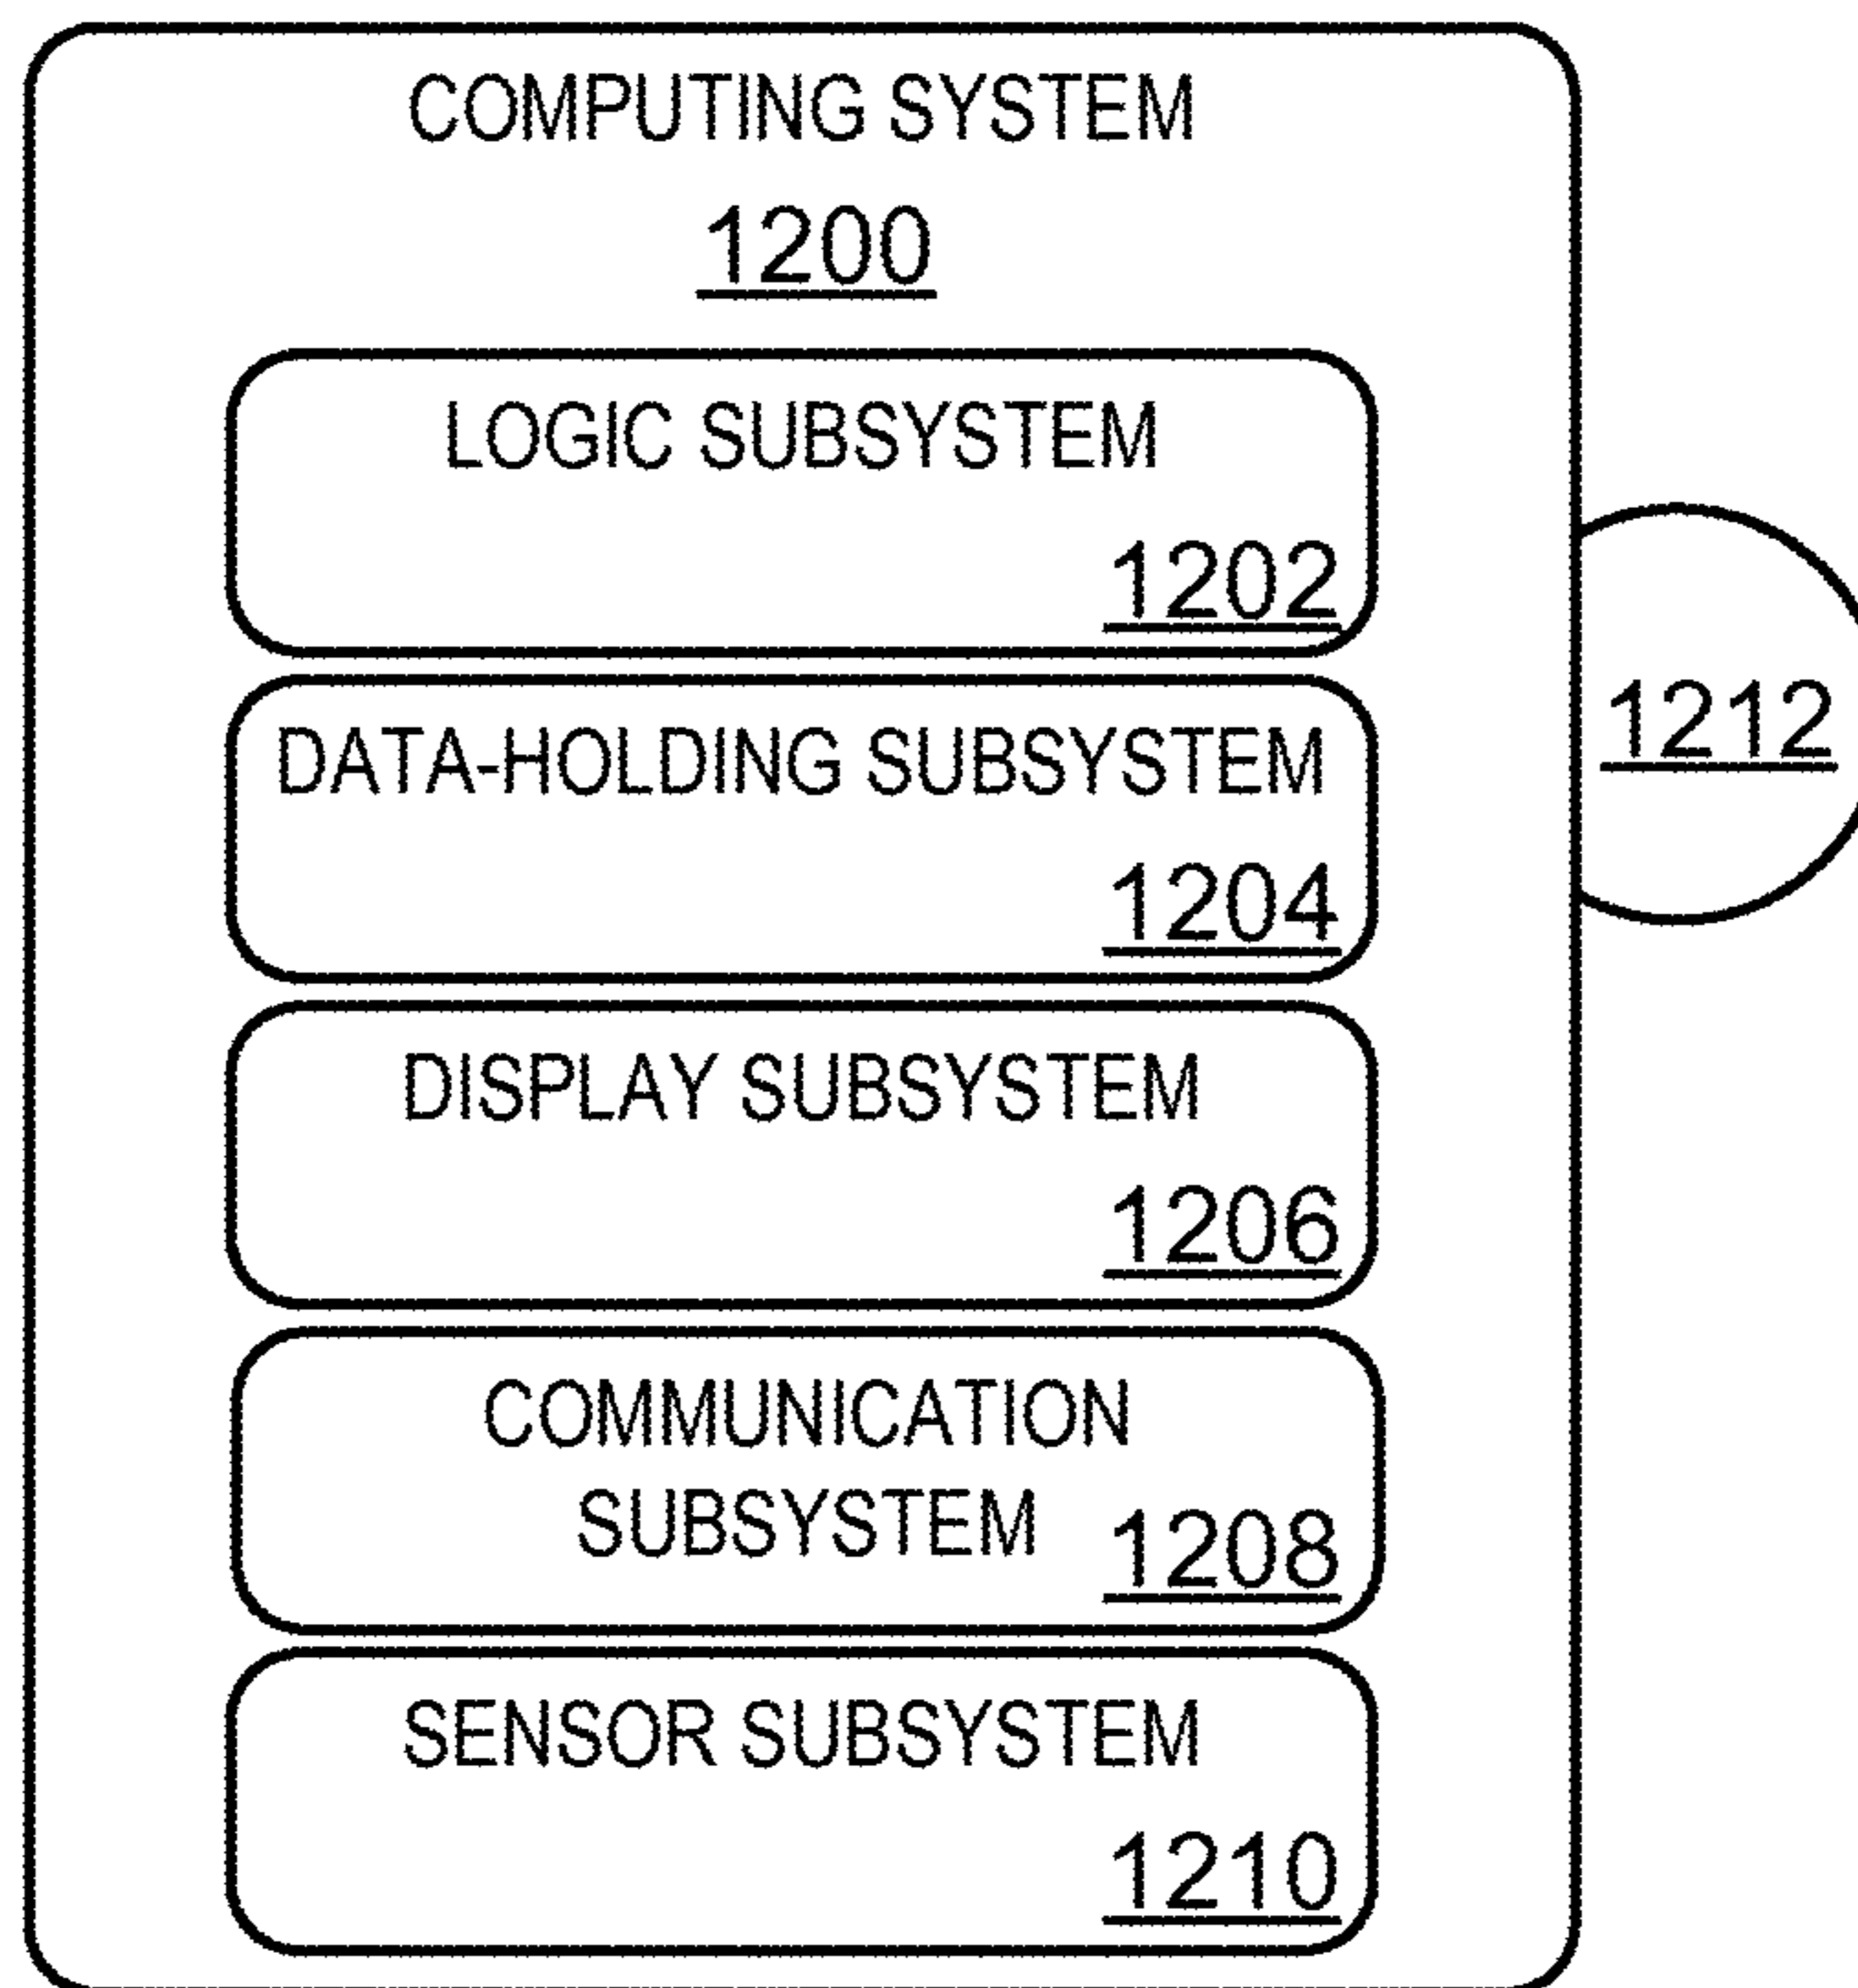 COMPUTING SYSTEM
1200
LOGIC SUBSYSTEM
1202
DATA-HOLDING SUBSYSTEM
1204
1212
DISPLAY SUBSYSTEM
1206
COMMUNICATION
SUBSYSTEM 1208
SENSOR SUBSYSTEM
1210